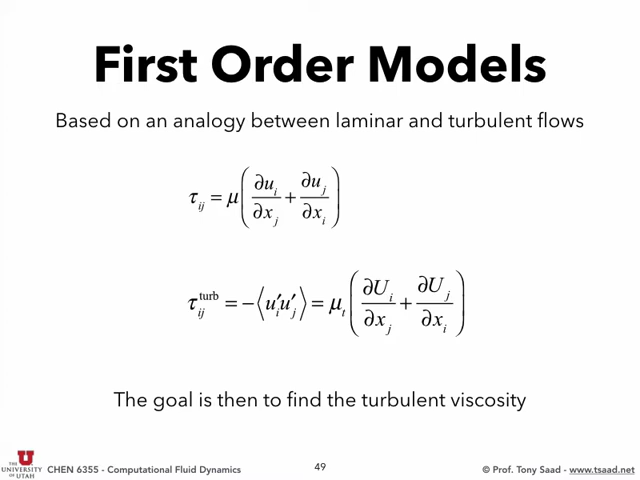 First Order Models
Based on an analogy between laminar and turbulent flows
τ_ij = μ(∂u_i/∂x_j + ∂u_j/∂x_i)
τ_ij^turb = −⟨u′_i u′_j⟩ = μ_t(∂U_i/∂x_j + ∂U_j/∂x_i)
The goal is then to find the turbulent viscosity
THE UNIVERSITY OF UTAH
CHEN 6355 - Computational Fluid Dynamics
49
© Prof. Tony Saad - www.tsaad.net